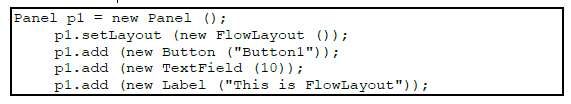 Panel p1 = new Panel ();
p1.setLayout (new FlowLayout ());
p1.add (new Button ("Button1"));
p1.add (new TextField (10));
p1.add (new Label ("This is FlowLayout"));